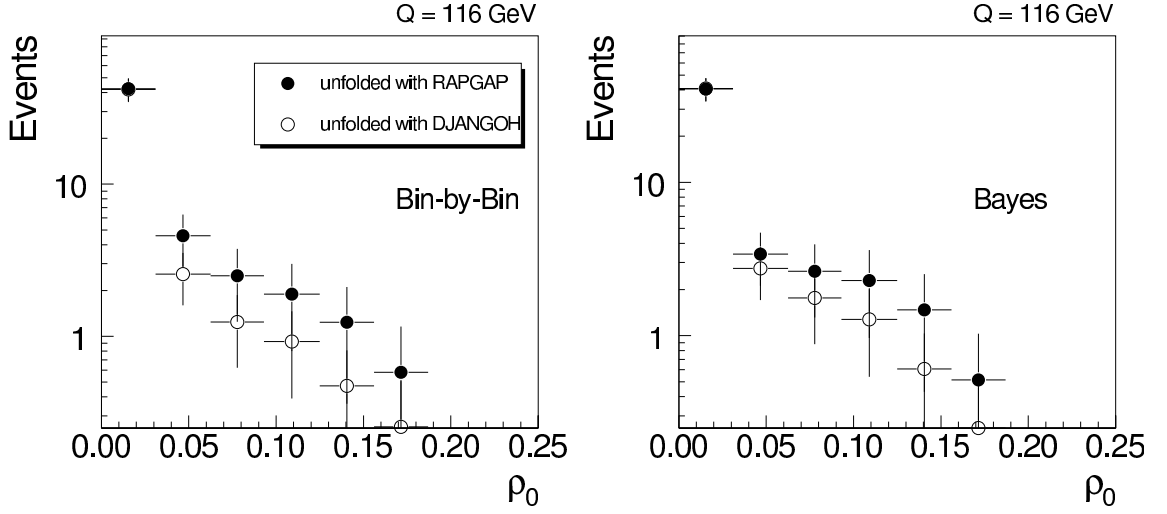 Q = 116 GeV
Events
unfolded with RAPGAP
unfolded with DJANGOH
10
Bin-by-Bin
1
0.00 0.05 0.10 0.15 0.20 0.25
ρ0
Q = 116 GeV
Events
10
Bayes
1
0.00 0.05 0.10 0.15 0.20 0.25
ρ0